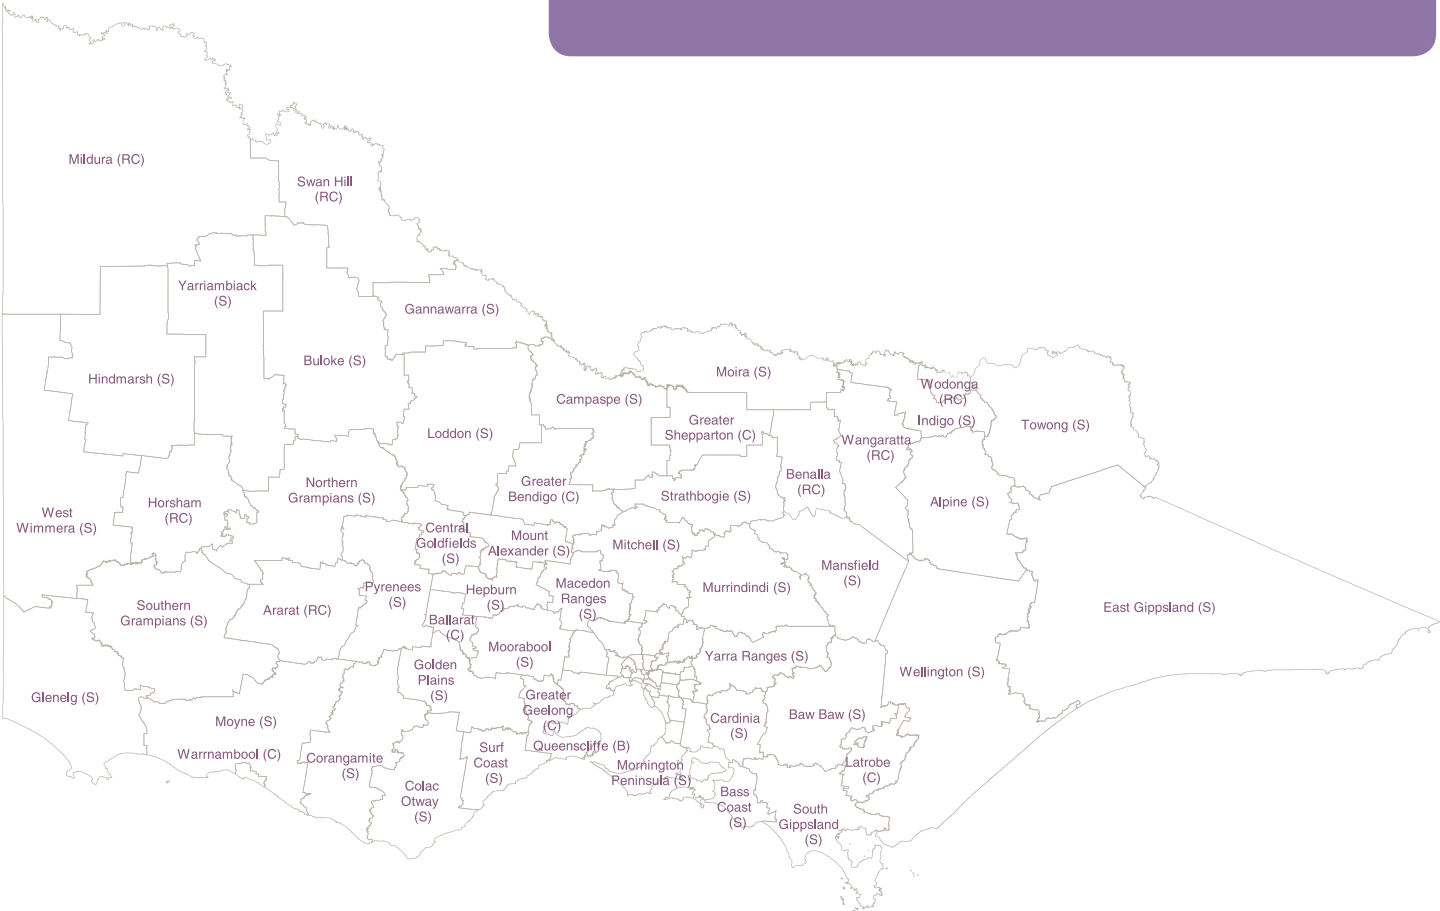 Mildura (RC)
Swan Hill
(RC)
Yarriambiack
(S)
Gannawarra (S)
Buloke (S)
Hindmarsh (S)
Moira (S)
Wodonga
(RC)
Campaspe (S)
Greater
Shepparton (C)
Indigo (S)
Towong (S)
Loddon (S)
Wangaratta
(RC)
Benalla
(RC)
Northern
Grampians (S)
Greater
Bendigo (C)
Strathbogie (S)
Alpine (S)
Horsham
(RC)
West
Wimmera (S)
Central
Goldfields
(S)
Mount
Alexander (S)
Mitchell (S)
Mansfield
(S)
Pyrenees
(S)
Hepburn
(S)
Macedon
Ranges
(S)
Murrindindi (S)
Southern
Grampians (S)
Ararat (RC)
Ballarat
(C)
East Gippsland (S)
Moorabool
(S)
Yarra Ranges (S)
Golden
Plains
(S)
Wellington (S)
Glenelg (S)
Greater
Geelong
(C)
Moyne (S)
Cardinia
(S)
Baw Baw (S)
Warrnambool (C)
Corangamite
(S)
Surf
Coast
(S)
Queenscliffe (B)
Mornington
Peninsula (S)
Latrobe
(C)
Colac
Otway
(S)
Bass
Coast
(S)
South
Gippsland
(S)